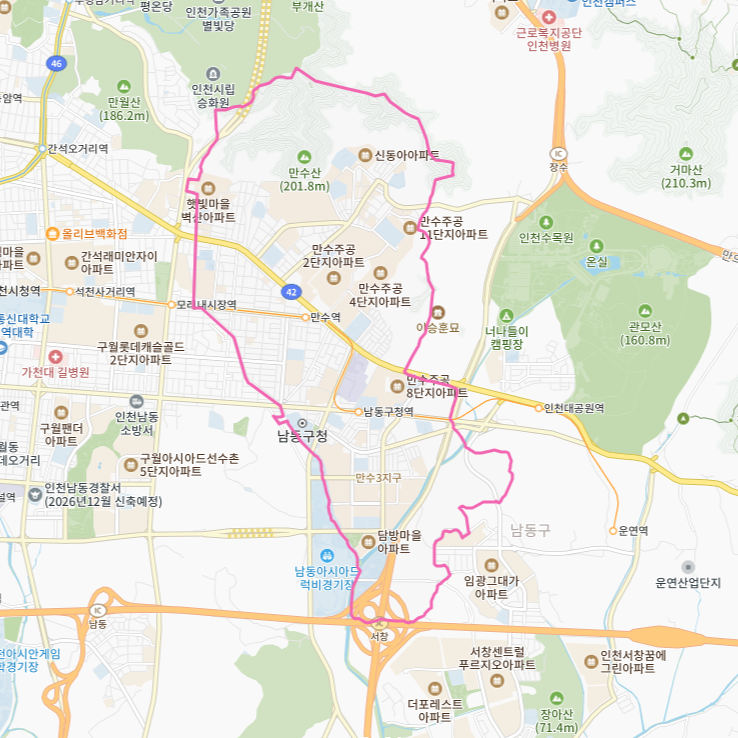 평온당
인천가족공원
별빛당
부개산
인천캠퍼스
근로복지공단
인천병원
46
인천시립
승화원
만월산
(186.2m)
간석오거리역
신동아아파트
장수
IC
만수산
(201.8m)
거마산
(210.3m)
햇빛마을
벽산아파트
만수주공
11단지아파트
올리브백화점
인천수목원
온실
간석래미안자이
아파트
만수주공
2단지아파트
만수주공
4단지아파트
42
석천사거리역
모래내시장역
만수역
이승훈묘
너나들이
캠핑장
관모산
(160.8m)
구월롯데캐슬골드
2단지아파트
가천대 길병원
만수주공
8단지아파트
인천남동
소방서
구월팬더
아파트
남동구청역
인천대공원역
남동구청
구월아시아드선수촌
5단지아파트
만수3지구
인천남동경찰서
(2026년12월 신축예정)
남동구
운연역
담방마을
아파트
남동아시아드
럭비경기장
임광그대가
아파트
운연산업단지
IC
남동
서창
서창센트럴
푸르지오아파트
인천서창꿈에
그린아파트
더포레스트
아파트
장아산
(71.4m)